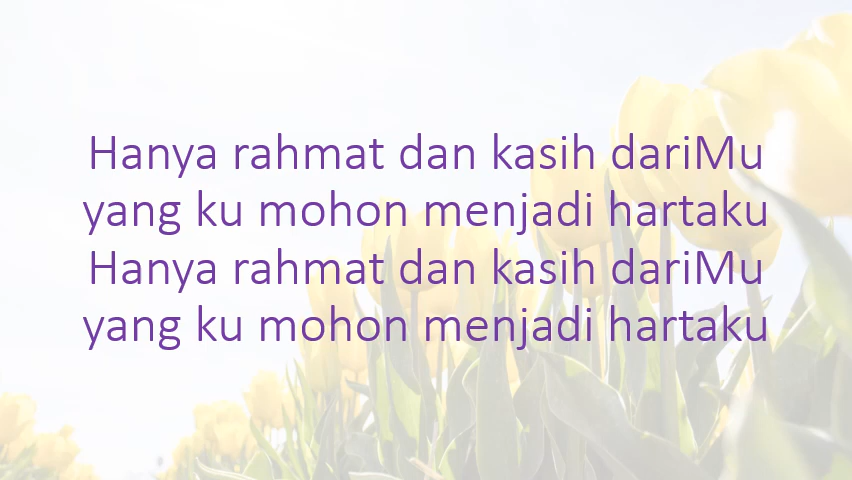 Hanya rahmat dan kasih dariMu
yang ku mohon menjadi hartaku
Hanya rahmat dan kasih dariMu
yang ku mohon menjadi hartaku